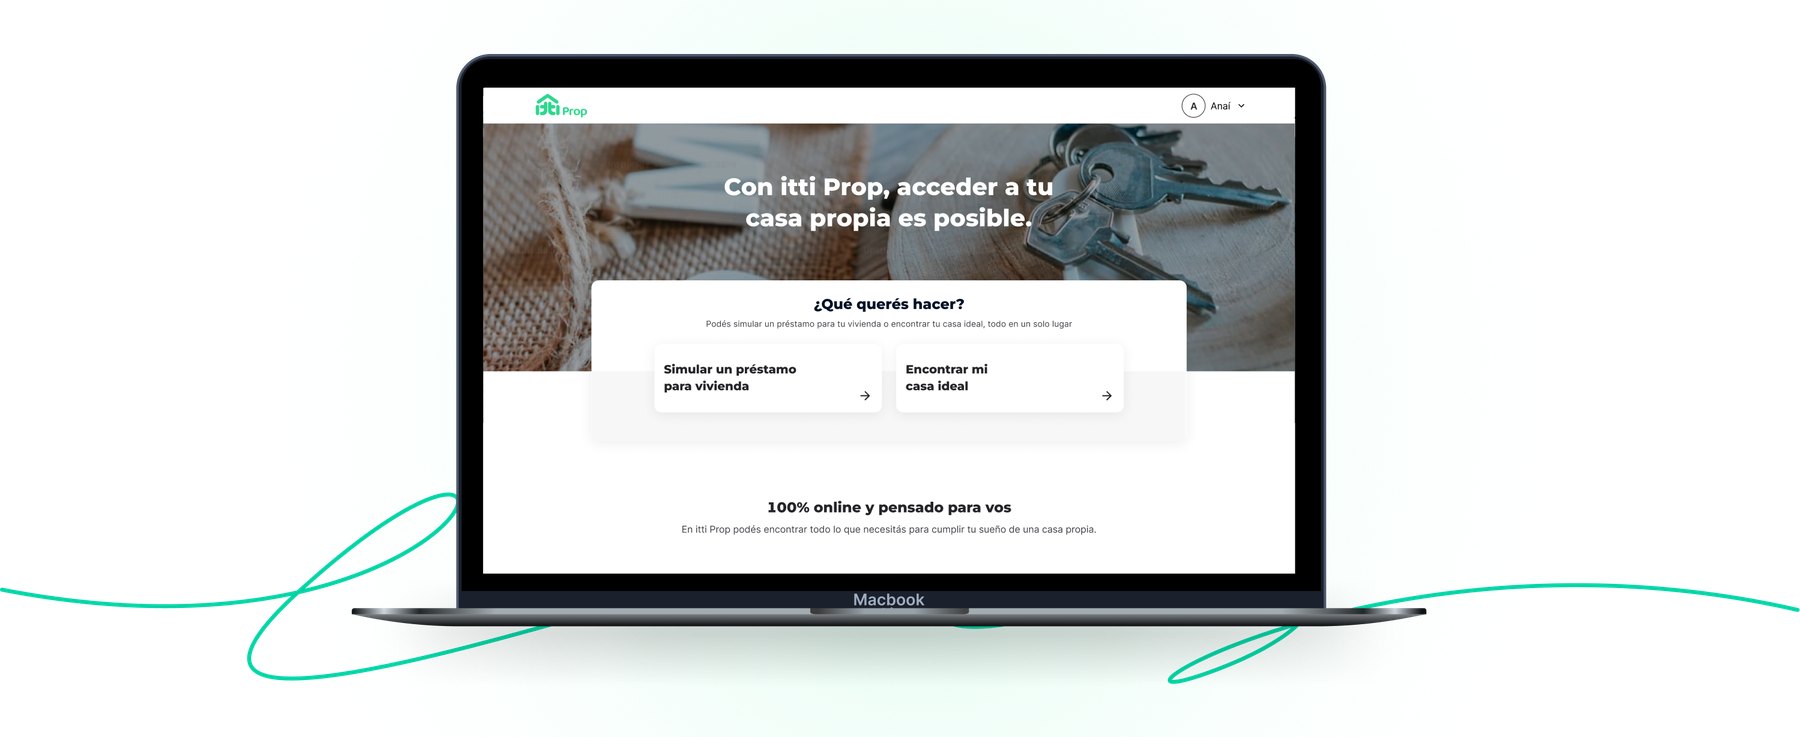 itti Prop
A Anaí
Con itti Prop, acceder a tu
casa propia es posible.
¿Qué querés hacer?
Podés simular un préstamo para tu vivienda o encontrar tu casa ideal, todo en un solo lugar
Simular un préstamo
para vivienda
Encontrar mi
casa ideal
100% online y pensado para vos
En itti Prop podés encontrar todo lo que necesitás para cumplir tu sueño de una casa propia.
Macbook